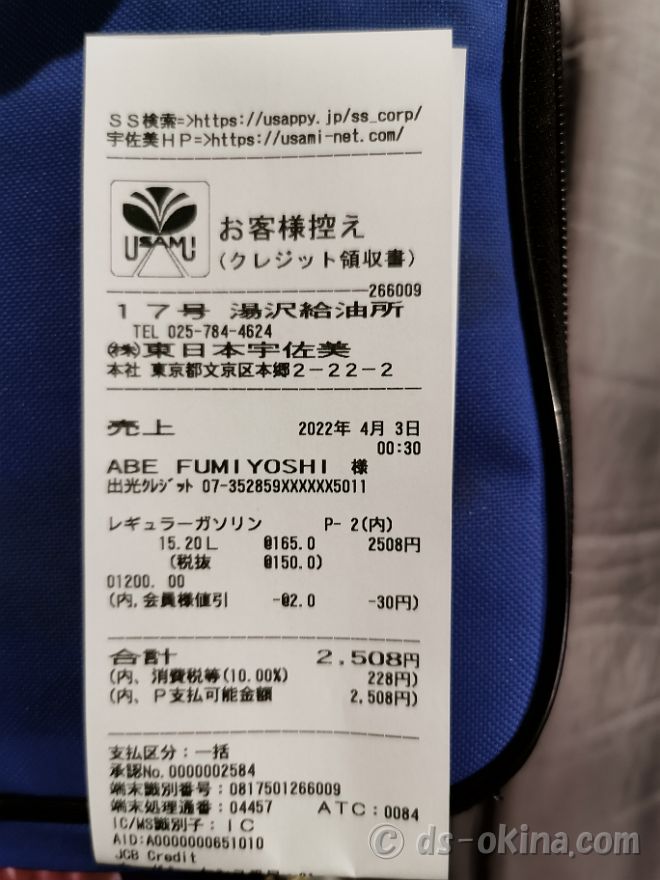 SS検索=>https://usappy.jp/ss_corp/
宇佐美HP=>https://usami-net.com/
USAMI
お客様控え
(クレジット領収書)
266009
17号 湯沢給油所
TEL 025-784-4624
㈱東日本宇佐美
本社 東京都文京区本郷2-22-2
売上 2022年 4月 3日
00:30
ABE FUMIYOSHI 様
出光クレジット 07-352859XXXXXX5011
レギュラーガソリン P- 2(内)
15.20L @165.0 2508円
(税抜 @150.0)
01200. 00
(内,会員様値引 -@2.0 -30円)
合計 2,508円
(内、消費税等(10.00%) 228円)
(内、P支払可能金額 2,508円)
支払区分:一括
承認No.0000002584
端末識別番号:0817501266009
端末処理通番:04457 ATC:0084
IC/MS識別子:IC
AID:A0000000651010
JCB Credit
© ds-okina.com